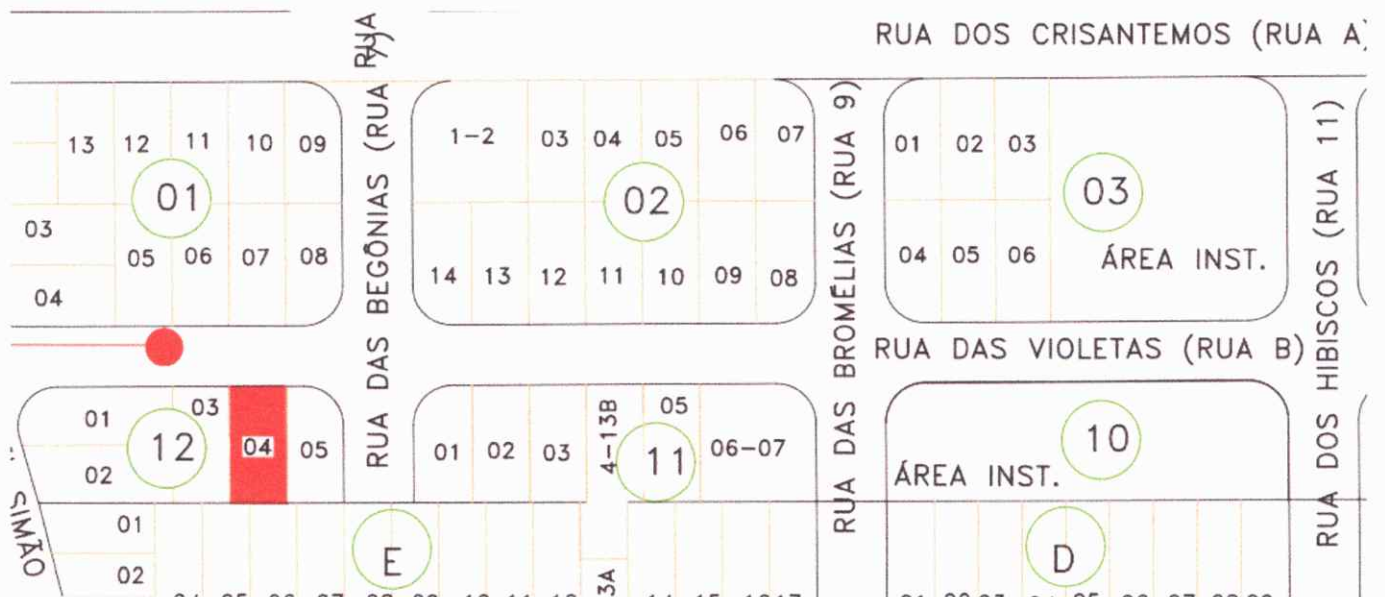 RUA DOS CRISANTEMOS (RUA A)
RUA
RUA DAS BEGÔNIAS (RUA 7)
RUA DAS BROMÉLIAS (RUA 9)
RUA DOS HIBISCOS (RUA 11)
13 12 11 10 09
01
03
05 06 07 08
04
1-2 03 04 05 06 07
02
14 13 12 11 10 09 08
01 02 03
03
04 05 06
ÁREA INST.
RUA DAS VIOLETAS (RUA B)
01 03
12 04 05
02
05
01 02 03 4-13B 11 06-07
10
ÁREA INST.
SIMÃO
01
02
E
3A
D